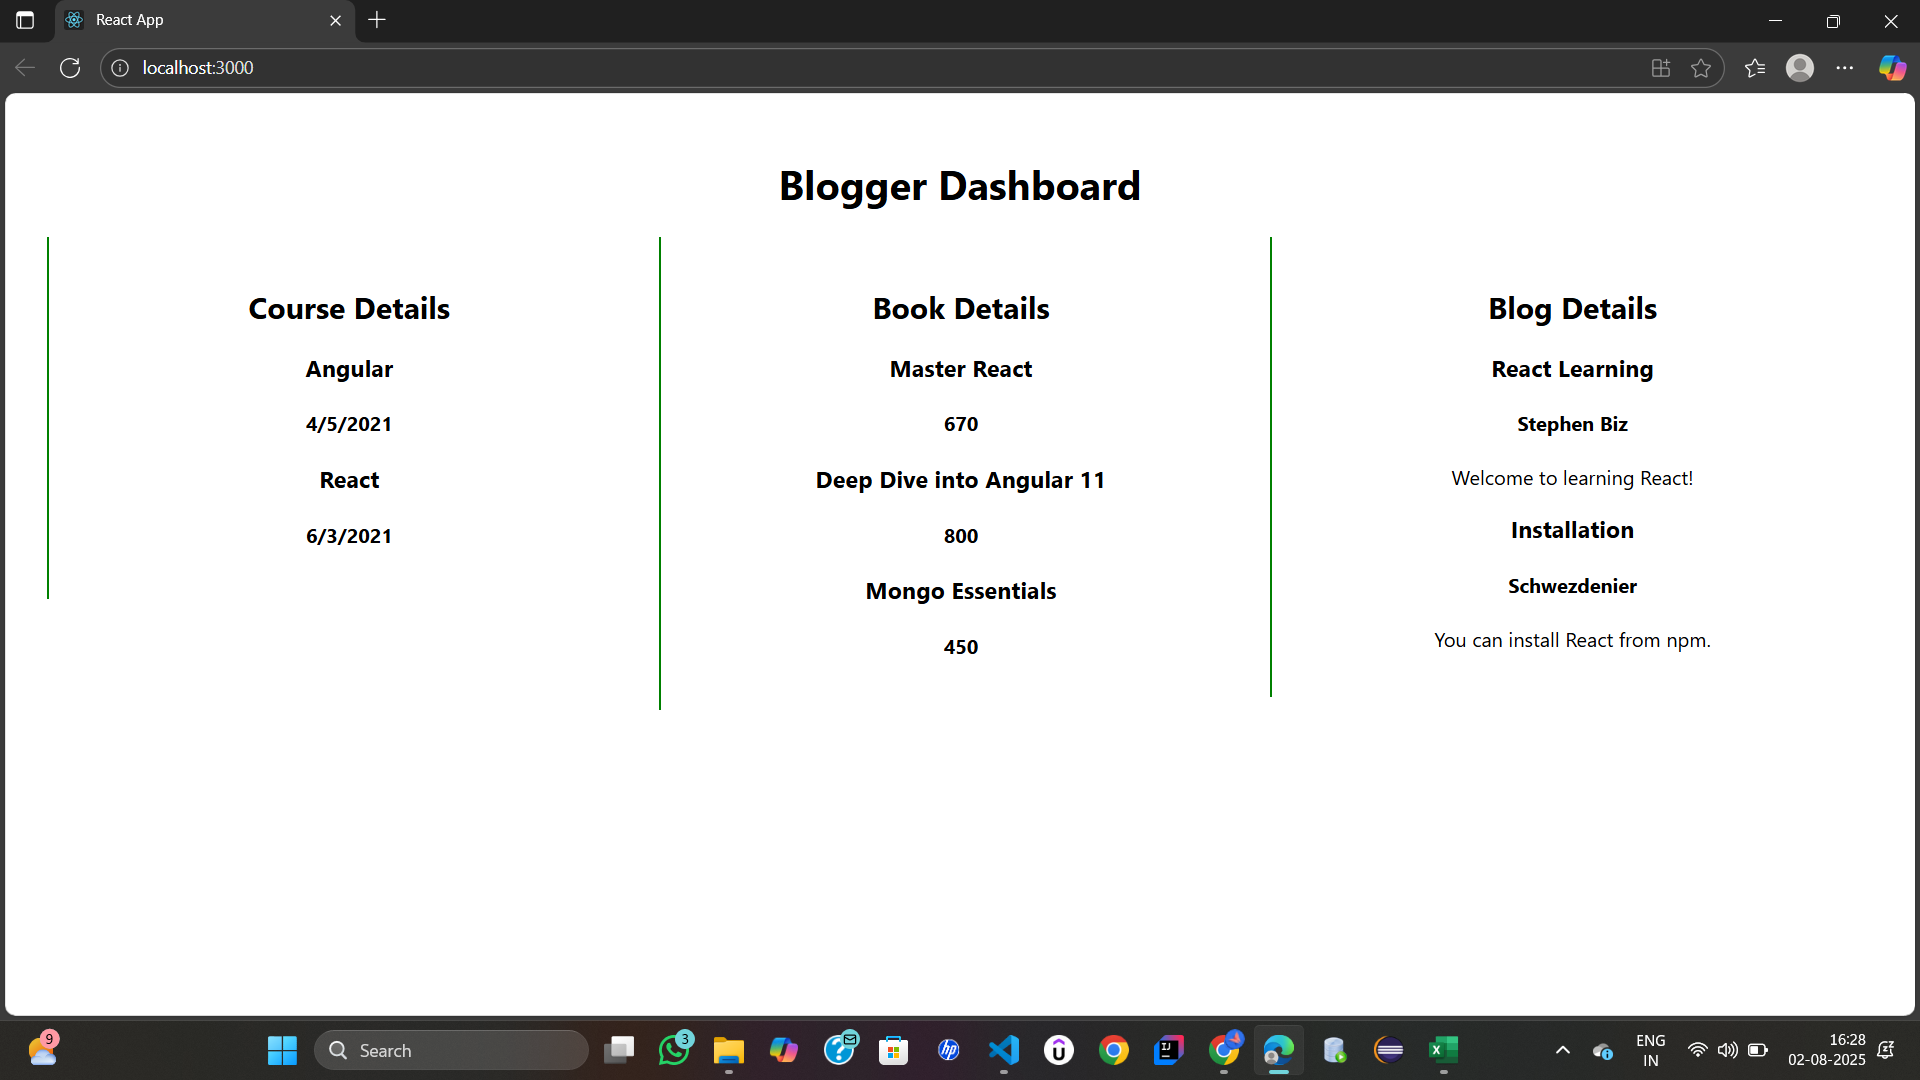 React App
localhost:3000
Blogger Dashboard
Course Details
Angular
4/5/2021
React
6/3/2021
Book Details
Master React
670
Deep Dive into Angular 11
800
Mongo Essentials
450
Blog Details
React Learning
Stephen Biz
Welcome to learning React!
Installation
Schwezdenier
You can install React from npm.
9
Search
3
hp
IJ
X
ENG
IN
16:28
02-08-2025